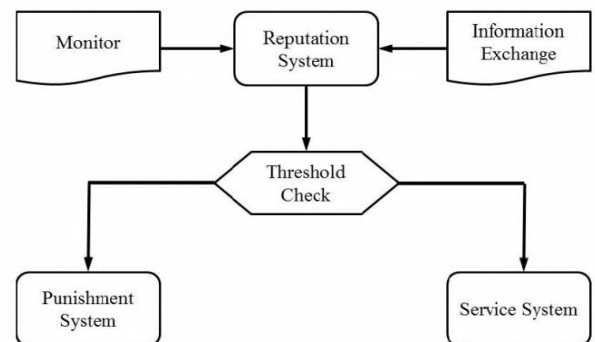 Monitor
Reputation
System
Information
Exchange
Threshold
Check
Punishment
System
Service System